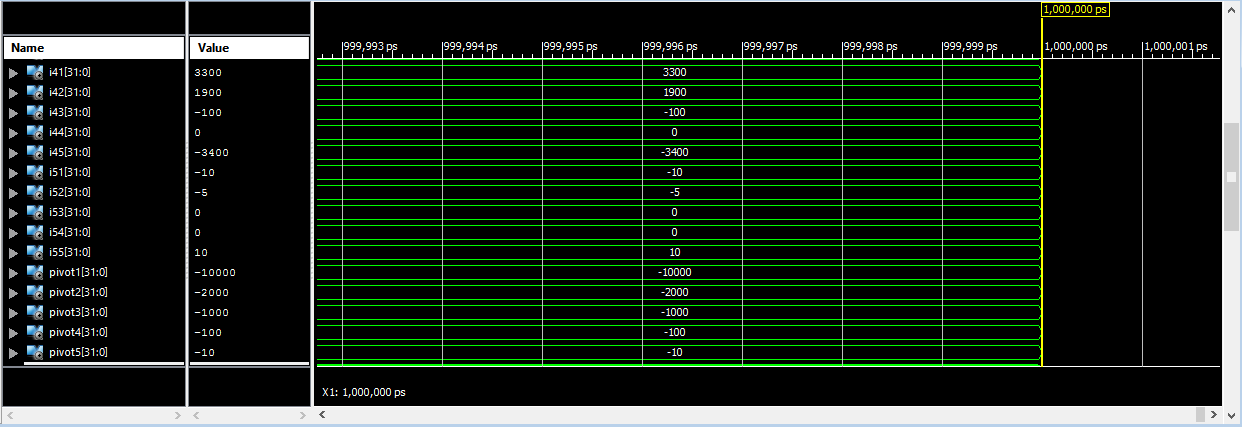 1,000,000 ps
Name Value 999,993 ps 999,994 ps 999,995 ps 999,996 ps 999,997 ps 999,998 ps 999,999 ps 1,000,000 ps 1,000,001 ps
i41[31:0] 3300 3300
i42[31:0] 1900 1900
i43[31:0] -100 -100
i44[31:0] 0 0
i45[31:0] -3400 -3400
i51[31:0] -10 -10
i52[31:0] -5 -5
i53[31:0] 0 0
i54[31:0] 0 0
i55[31:0] 10 10
pivot1[31:0] -10000 -10000
pivot2[31:0] -2000 -2000
pivot3[31:0] -1000 -1000
pivot4[31:0] -100 -100
pivot5[31:0] -10 -10
X1: 1,000,000 ps